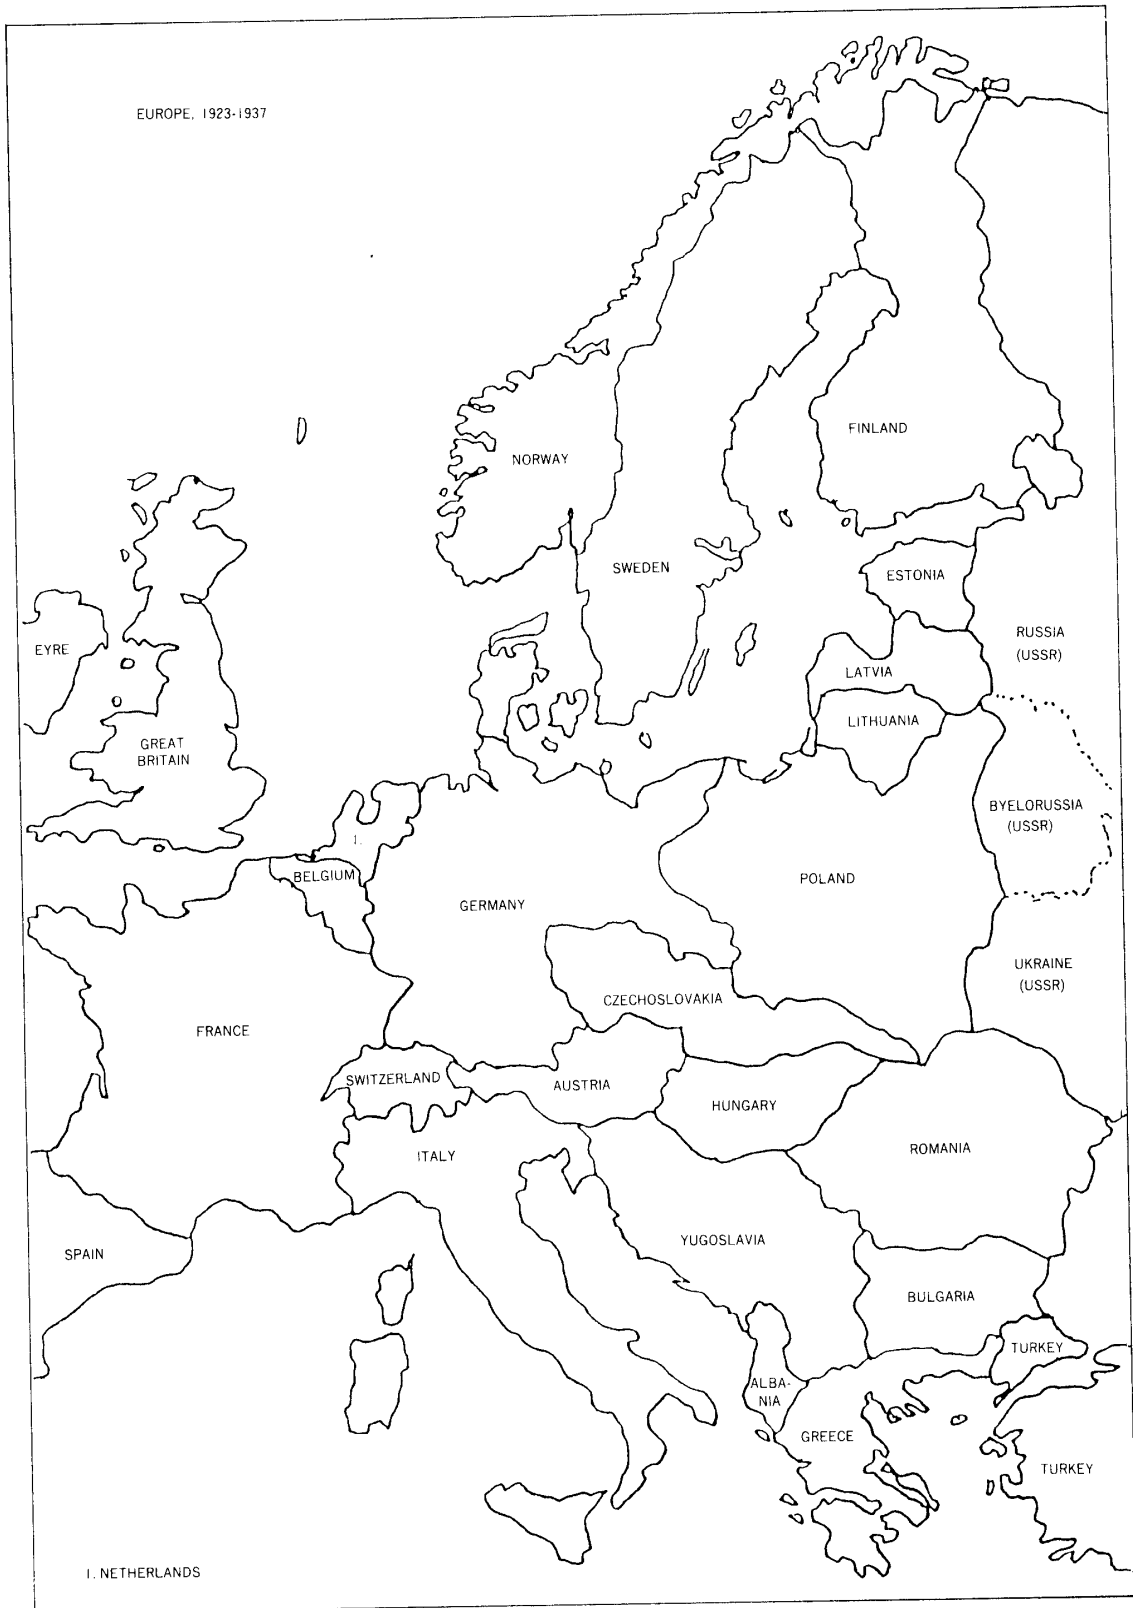 EUROPE, 1923-1937
FINLAND
NORWAY
SWEDEN
ESTONIA
RUSSIA
(USSR)
EYRE
LATVIA
LITHUANIA
GREAT
BRITAIN
BYELORUSSIA
(USSR)
1.
BELGIUM
POLAND
GERMANY
UKRAINE
(USSR)
CZECHOSLOVAKIA
FRANCE
SWITZERLAND
AUSTRIA
HUNGARY
ITALY
ROMANIA
YUGOSLAVIA
SPAIN
BULGARIA
TURKEY
ALBA-
NIA
GREECE
TURKEY
1. NETHERLANDS